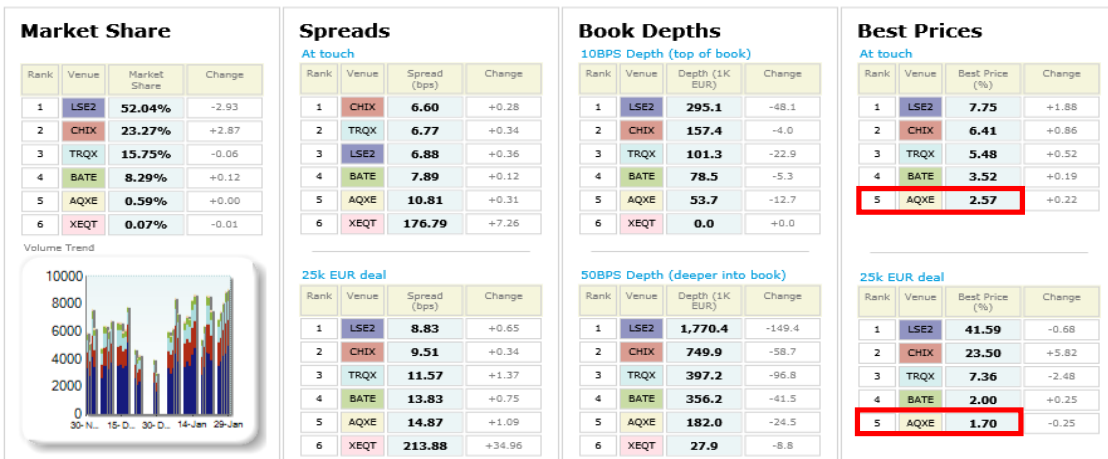 Market Share
Rank Venue Market Share Change
1 LSE2 52.04% -2.93
2 CHIX 23.27% +2.87
3 TRQX 15.75% -0.06
4 BATE 8.29% +0.12
5 AQXE 0.59% +0.00
6 XEQT 0.07% -0.01
Volume Trend
10000
8000
6000
4000
2000
0
30- N... 15- D... 30- D... 14-Jan 29-Jan
Spreads
At touch
Rank Venue Spread (bps) Change
1 CHIX 6.60 +0.28
2 TRQX 6.77 +0.34
3 LSE2 6.88 +0.36
4 BATE 7.89 +0.12
5 AQXE 10.81 +0.31
6 XEQT 176.79 +7.26
25k EUR deal
Rank Venue Spread (bps) Change
1 LSE2 8.83 +0.65
2 CHIX 9.51 +0.34
3 TRQX 11.57 +1.37
4 BATE 13.83 +0.75
5 AQXE 14.87 +1.09
6 XEQT 213.88 +34.96
Book Depths
10BPS Depth (top of book)
Rank Venue Depth (1K EUR) Change
1 LSE2 295.1 -48.1
2 CHIX 157.4 -4.0
3 TRQX 101.3 -22.9
4 BATE 78.5 -5.3
5 AQXE 53.7 -12.7
6 XEQT 0.0 +0.0
50BPS Depth (deeper into book)
Rank Venue Depth (1K EUR) Change
1 LSE2 1,770.4 -149.4
2 CHIX 749.9 -58.7
3 TRQX 397.2 -96.8
4 BATE 356.2 -41.5
5 AQXE 182.0 -24.5
6 XEQT 27.9 -8.8
Best Prices
At touch
Rank Venue Best Price (%) Change
1 LSE2 7.75 +1.88
2 CHIX 6.41 +0.86
3 TRQX 5.48 +0.52
4 BATE 3.52 +0.19
5 AQXE 2.57 +0.22
25k EUR deal
Rank Venue Best Price (%) Change
1 LSE2 41.59 -0.68
2 CHIX 23.50 +5.82
3 TRQX 7.36 -2.48
4 BATE 2.00 +0.25
5 AQXE 1.70 -0.25